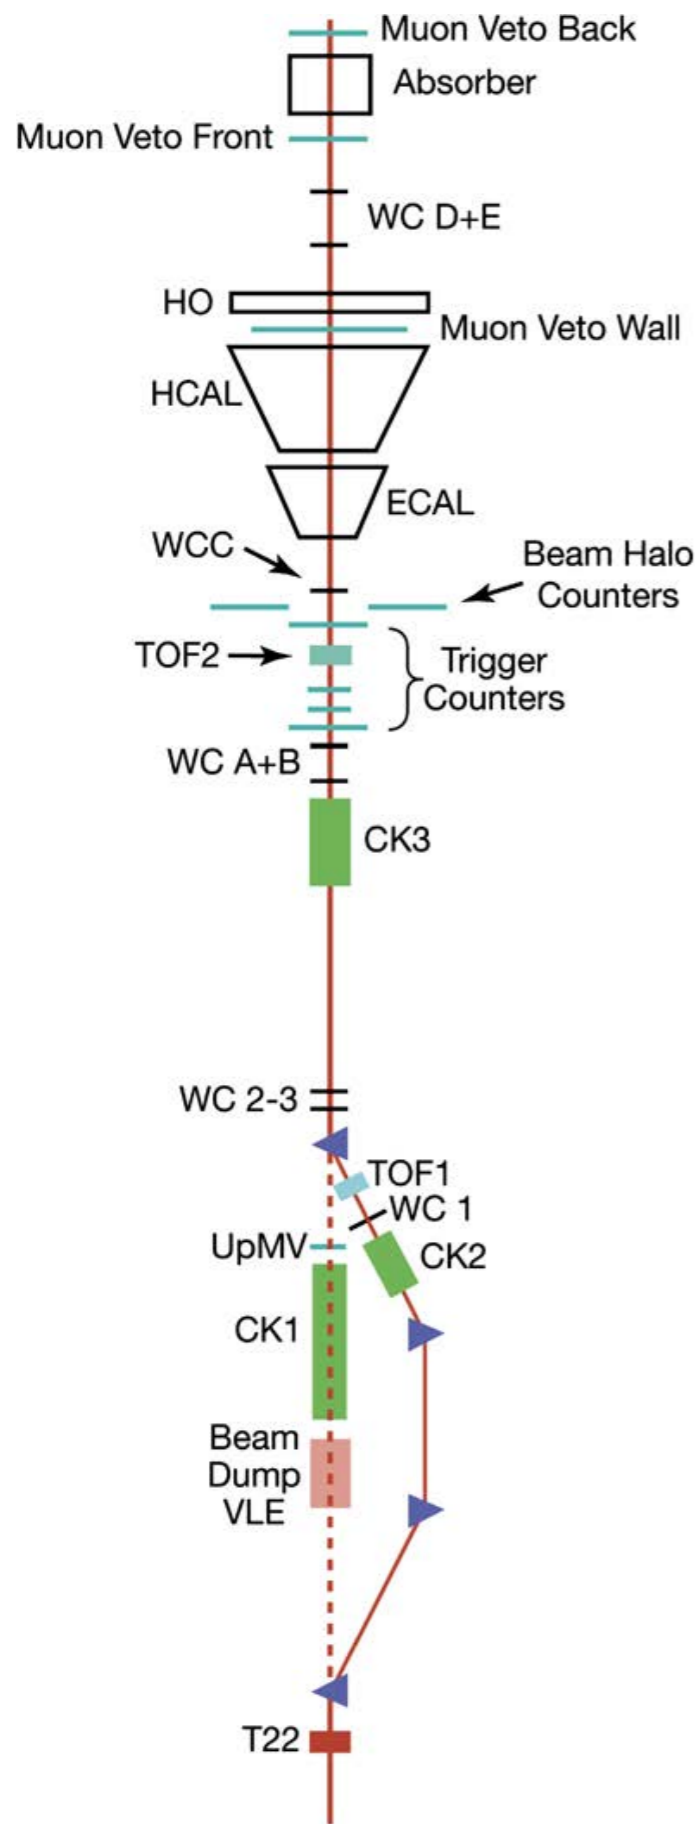 Muon Veto Back
Absorber
Muon Veto Front
WC D+E
HO
Muon Veto Wall
HCAL
ECAL
WCC
Beam Halo
Counters
TOF2
Trigger
Counters
WC A+B
CK3
WC 2-3
TOF1
WC 1
UpMV
CK2
CK1
Beam
Dump
VLE
T22